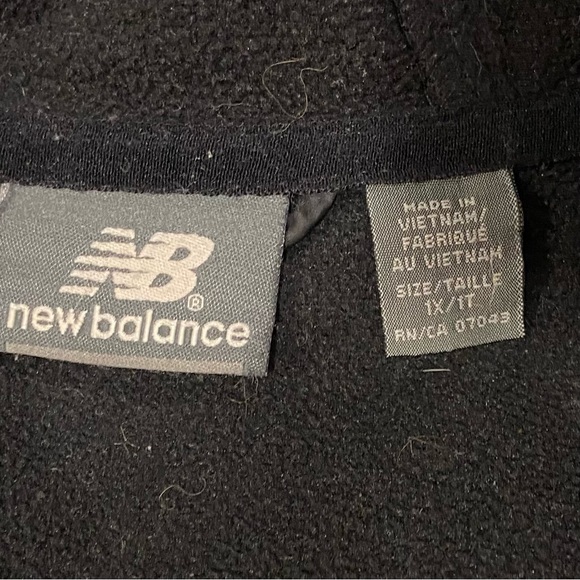 NB®
new balance
MADE IN
VIETNAM/
FABRIQUÉ
AU VIETNAM
SIZE/TAILLE
1X/1T
RN/CA 07043